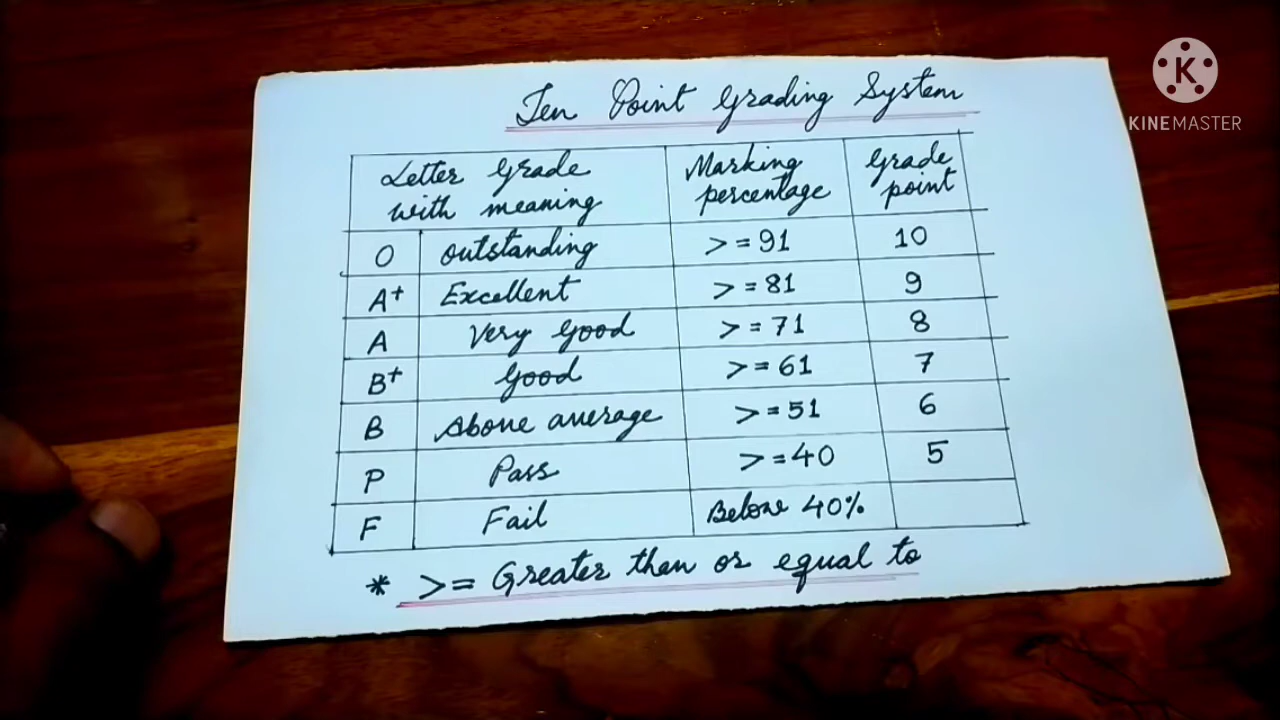 Ten Point Grading System
Letter Grade with meaning Marking percentage Grade point
O Outstanding >=91 10
A+ Excellent >=81 9
A Very Good >=71 8
B+ Good >=61 7
B Above average >=51 6
P Pass >=40 5
F Fail Below 40%
* >= Greater then or equal to
K
KINEMASTER